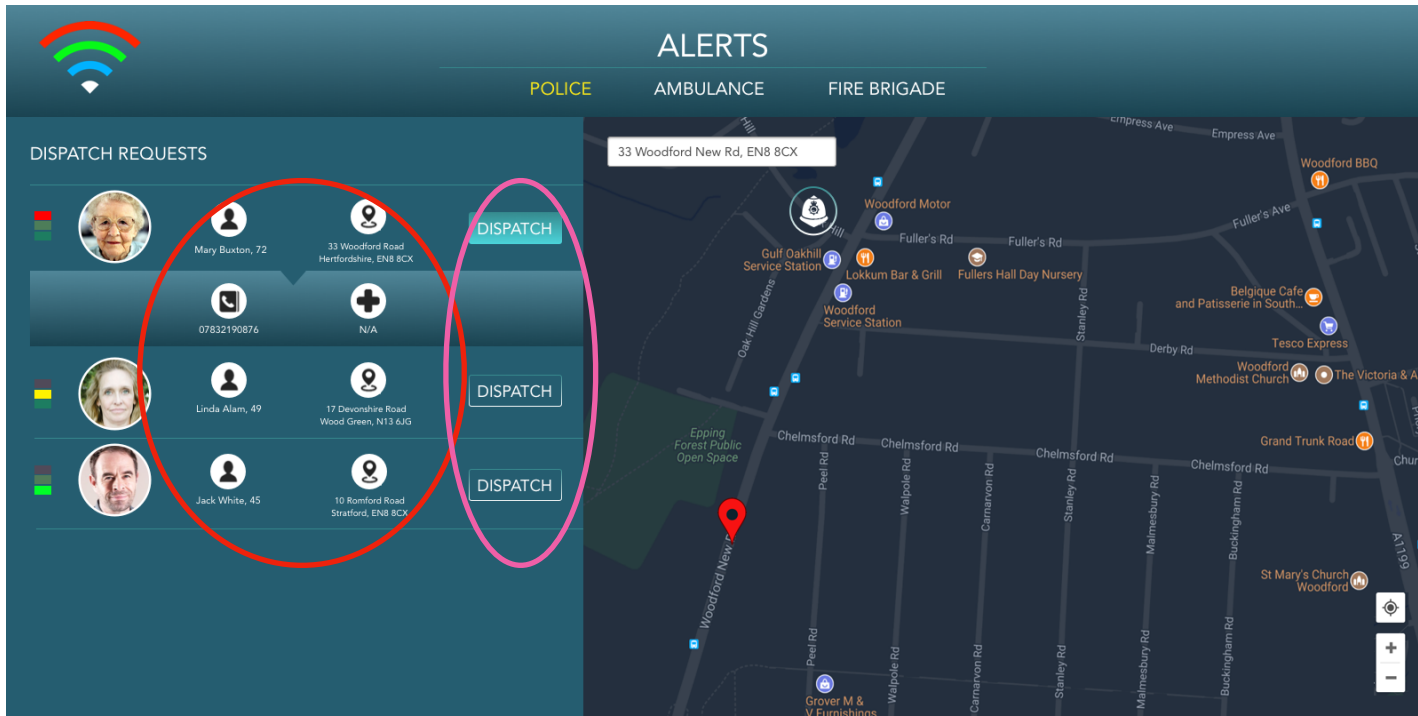 ALERTS
POLICE
AMBULANCE
FIRE BRIGADE
DISPATCH REQUESTS
Mary Buxton, 72
33 Woodford Road
Hertfordshire, EN8 8CX
DISPATCH
07832190876
N/A
Linda Alam, 49
17 Devonshire Road
Wood Green, N13 6JG
DISPATCH
Jack White, 45
10 Romford Road
Stratford, EN8 8CX
DISPATCH
33 Woodford New Rd, EN8 8CX
Hill
Empress Ave
Empress Ave
Woodford BBQ
Woodford Motor
Fuller's Ave
Hill
Fuller's Rd
Fuller's Rd
Gulf Oakhill
Service Station
Lokkum Bar & Grill
Fullers Hall Day Nursery
Oak Hill Gardens
Woodford
Service Station
Stanley Rd
Belgique Cafe
and Patisserie in South...
Tesco Express
Derby Rd
Woodford
Methodist Church
The Victoria & A
Epping
Forest Public
Open Space
Chelmsford Rd
Chelmsford Rd
Chelmsford Rd
Chelmsford Rd
Grand Trunk Road
Chur
Peel Rd
Walpole Rd
Carnarvon Rd
Stanley Rd
Malmesbury Rd
Buckingham Rd
A1199
Woodford New
St Mary's Church
Woodford
Peel Rd
Walpole Rd
Carnarvon Rd
Stanley Rd
Malmesbury Rd
Buckingham Rd
Grover M &
V Furnishings